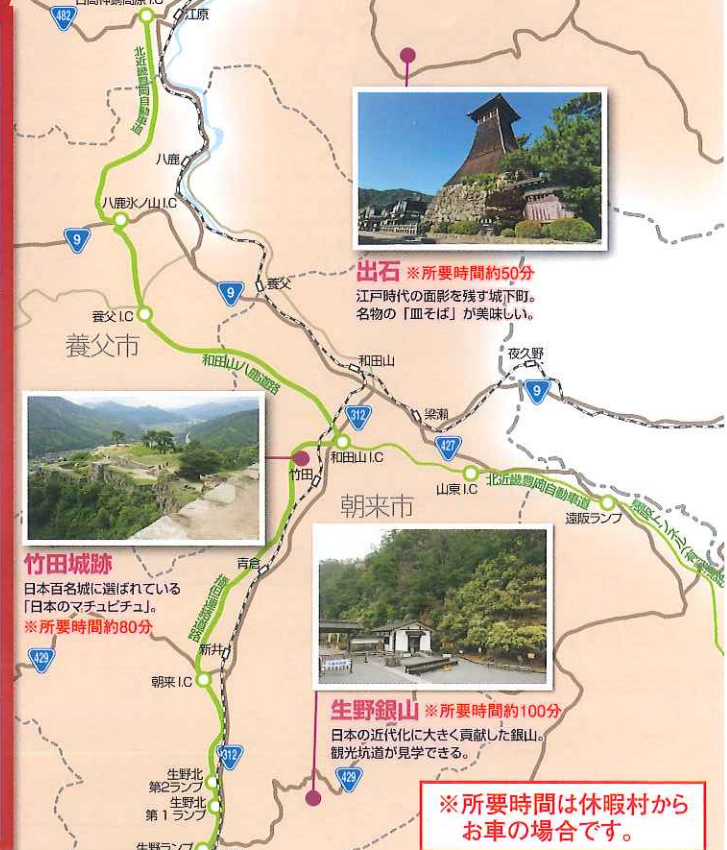 日高神鍋高原I.C
482
江原
北近畿豊岡自動車道
八鹿
八鹿氷ノ山I.C
9
養父
9
養父I.C
養父市
出石 ※所要時間約50分
江戸時代の面影を残す城下町。
名物の「皿そば」が美味しい。
和田山八鹿道路
和田山
夜久野
9
312
梁瀬
427
和田山I.C
竹田
山東I.C
北近畿豊岡自動車道
遠阪ランプ
朝来市
竹田城跡
日本百名城に選ばれている
「日本のマチュピチュ」。
※所要時間約80分
青倉
播但連絡道路
新井
429
朝来I.C
生野銀山 ※所要時間約100分
日本の近代化に大きく貢献した銀山。
観光坑道が見学できる。
312
429
生野北
第2ランプ
生野北
第1ランプ
生野ランプ
※所要時間は休暇村から
お車の場合です。